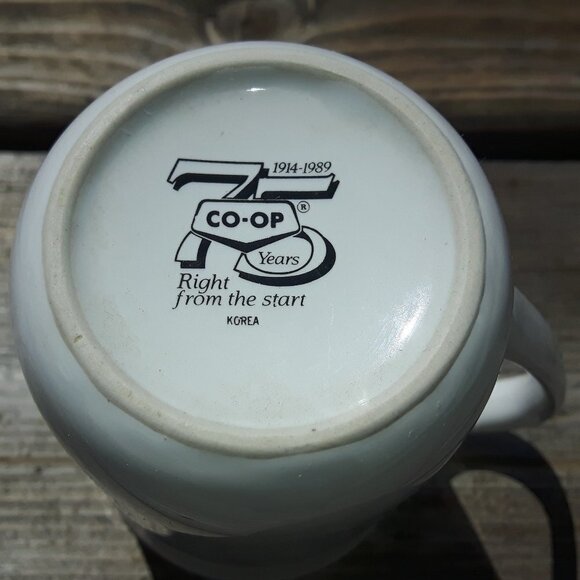 1914-1989
75
CO-OP ®
Years
Right
from the start
KOREA